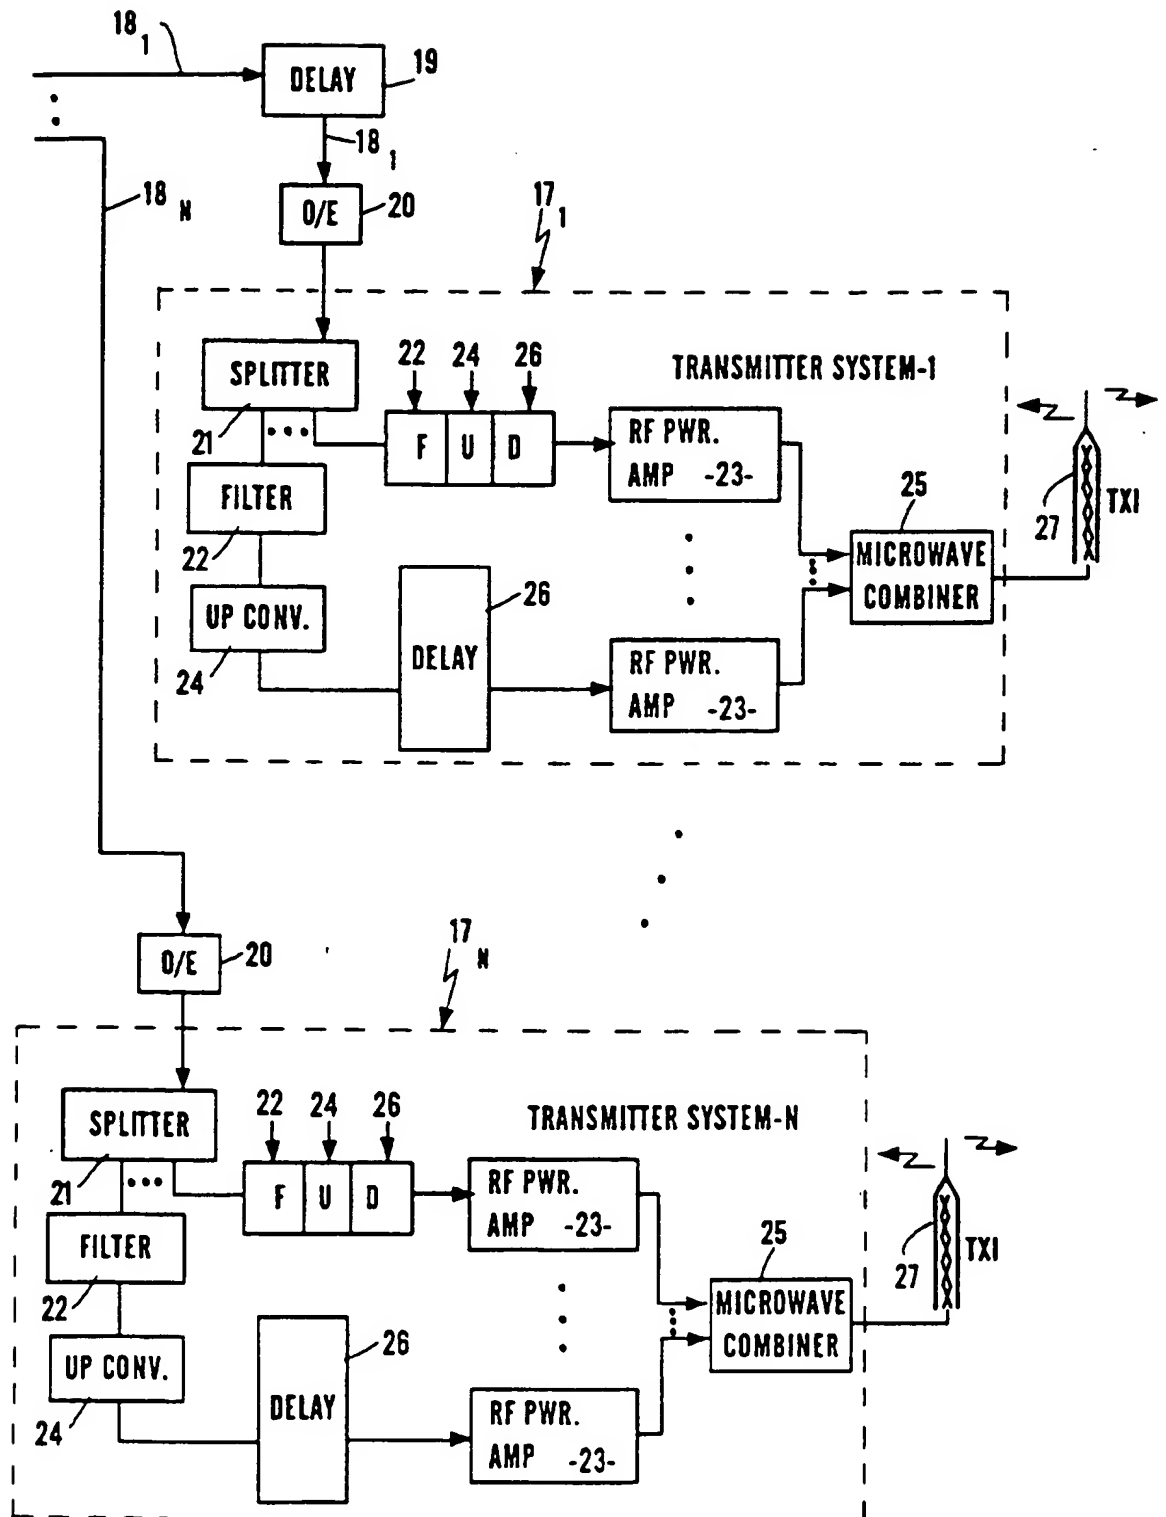 18 1
DELAY
19
18 1
18 N
O/E
20
17 1
SPLITTER
21
22 24 26
F U D
TRANSMITTER SYSTEM-1
RF PWR.
AMP -23-
FILTER
22
25
MICROWAVE
COMBINER
27
TXI
UP CONV.
24
DELAY
26
RF PWR.
AMP -23-
O/E
20
17 N
SPLITTER
21
22 24 26
F U D
TRANSMITTER SYSTEM-N
RF PWR.
AMP -23-
FILTER
22
25
MICROWAVE
COMBINER
27
TXI
UP CONV.
24
DELAY
26
RF PWR.
AMP -23-